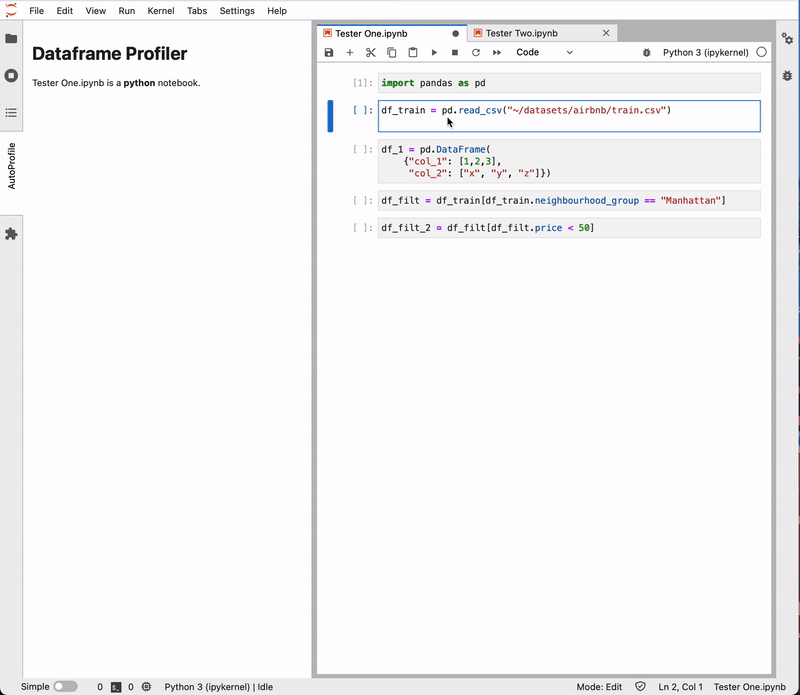 File Edit View Run Kernel Tabs Settings Help
AutoProfile
Dataframe Profiler
Tester One.ipynb is a python notebook.
Tester One.ipynb
Tester Two.ipynb
Code
Python 3 (ipykernel)
[1]: import pandas as pd
[ ]: df_train = pd.read_csv("~/datasets/airbnb/train.csv")
[ ]: df_1 = pd.DataFrame(
{"col_1": [1,2,3],
"col_2": ["x", "y", "z"]})
[ ]: df_filt = df_train[df_train.neighbourhood_group == "Manhattan"]
[ ]: df_filt_2 = df_filt[df_filt.price < 50]
Simple 0 0 Python 3 (ipykernel) | Idle Mode: Edit Ln 2, Col 1 Tester One.ipynb